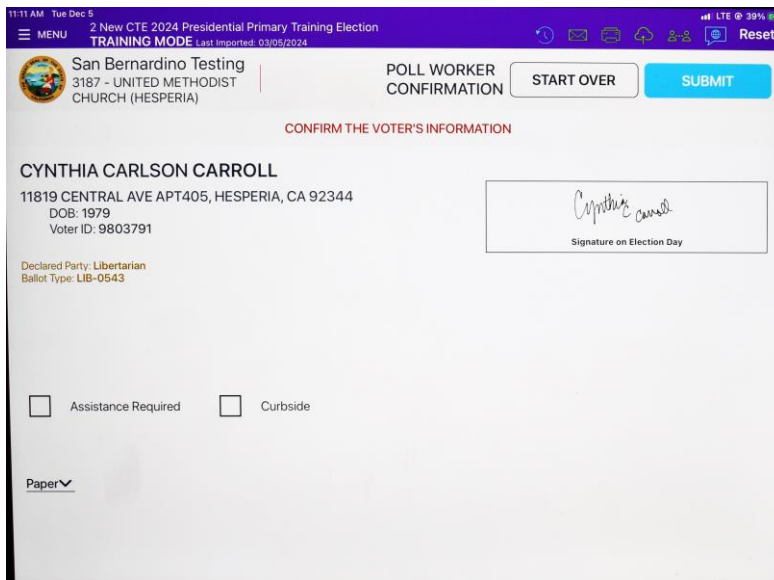 11:11 AM Tue Dec 5
LTE 39%
MENU
2 New CTE 2024 Presidential Primary Training Election
TRAINING MODE Last Imported: 03/05/2024
Reset
San Bernardino Testing
3187 - UNITED METHODIST
CHURCH (HESPERIA)
POLL WORKER
CONFIRMATION
START OVER
SUBMIT
CONFIRM THE VOTER'S INFORMATION
CYNTHIA CARLSON CARROLL
11819 CENTRAL AVE APT405, HESPERIA, CA 92344
DOB: 1979
Voter ID: 9803791
Cynthia Carroll
Signature on Election Day
Declared Party: Libertarian
Ballot Type: LIB-0543
Assistance Required
Curbside
Paper